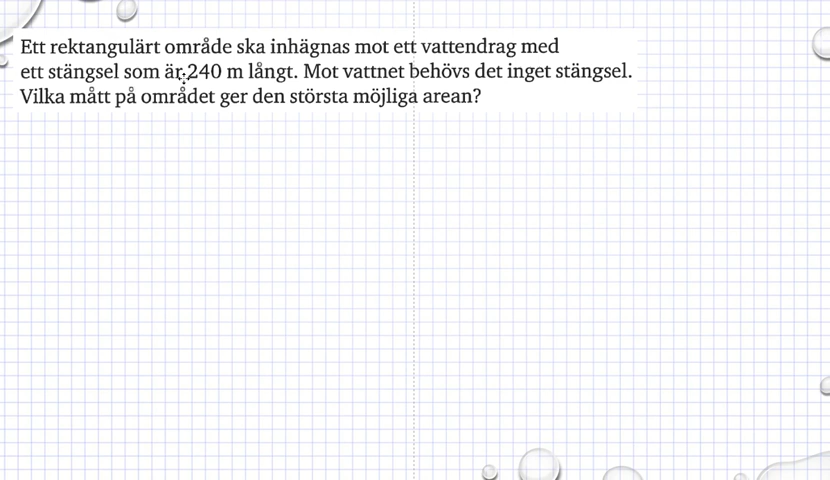 Ett rektangulärt område ska inhägnas mot ett vattendrag med
ett stängsel som är 240 m långt. Mot vattnet behövs det inget stängsel.
Vilka mått på området ger den största möjliga arean?